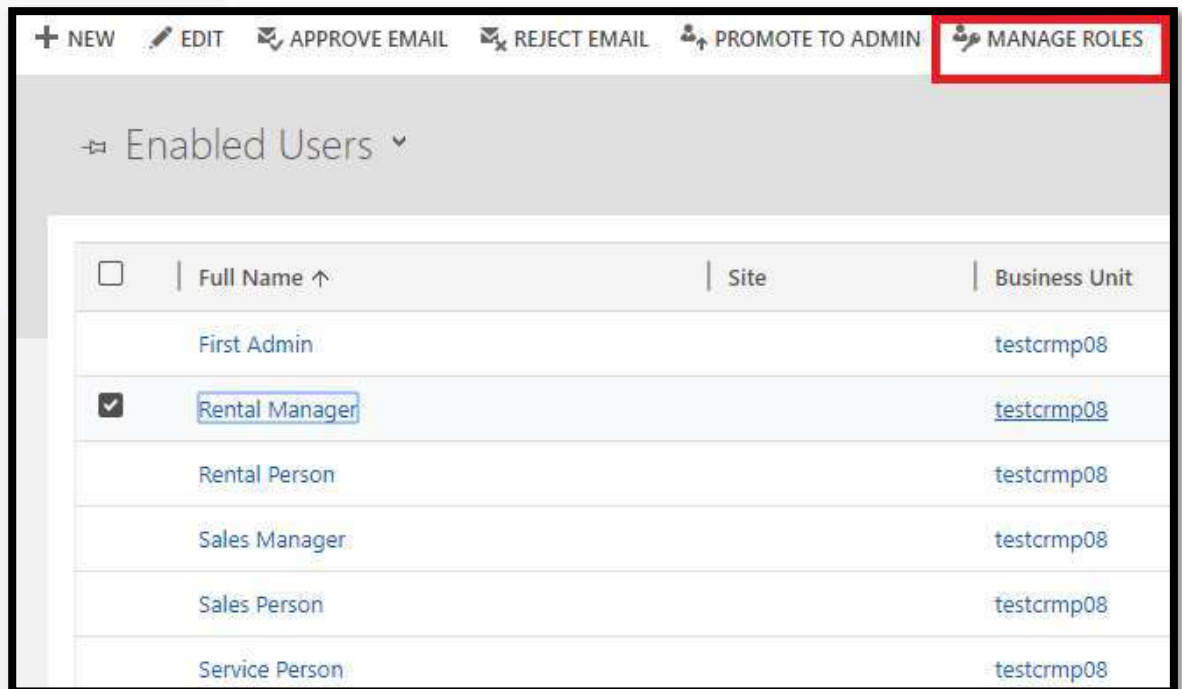 NEW EDIT APPROVE EMAIL REJECT EMAIL PROMOTE TO ADMIN MANAGE ROLES
Enabled Users
Full Name Site Business Unit
First Admin testcrmp08
Rental Manager testcrmp08
Rental Person testcrmp08
Sales Manager testcrmp08
Sales Person testcrmp08
Service Person testcrmp08